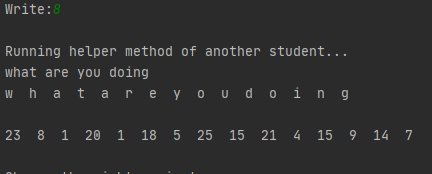 Write:8
Running helper method of another student...
what are you doing
w h a t a r e y o u d o i n g
23 8 1 20 1 18 5 25 15 21 4 15 9 14 7